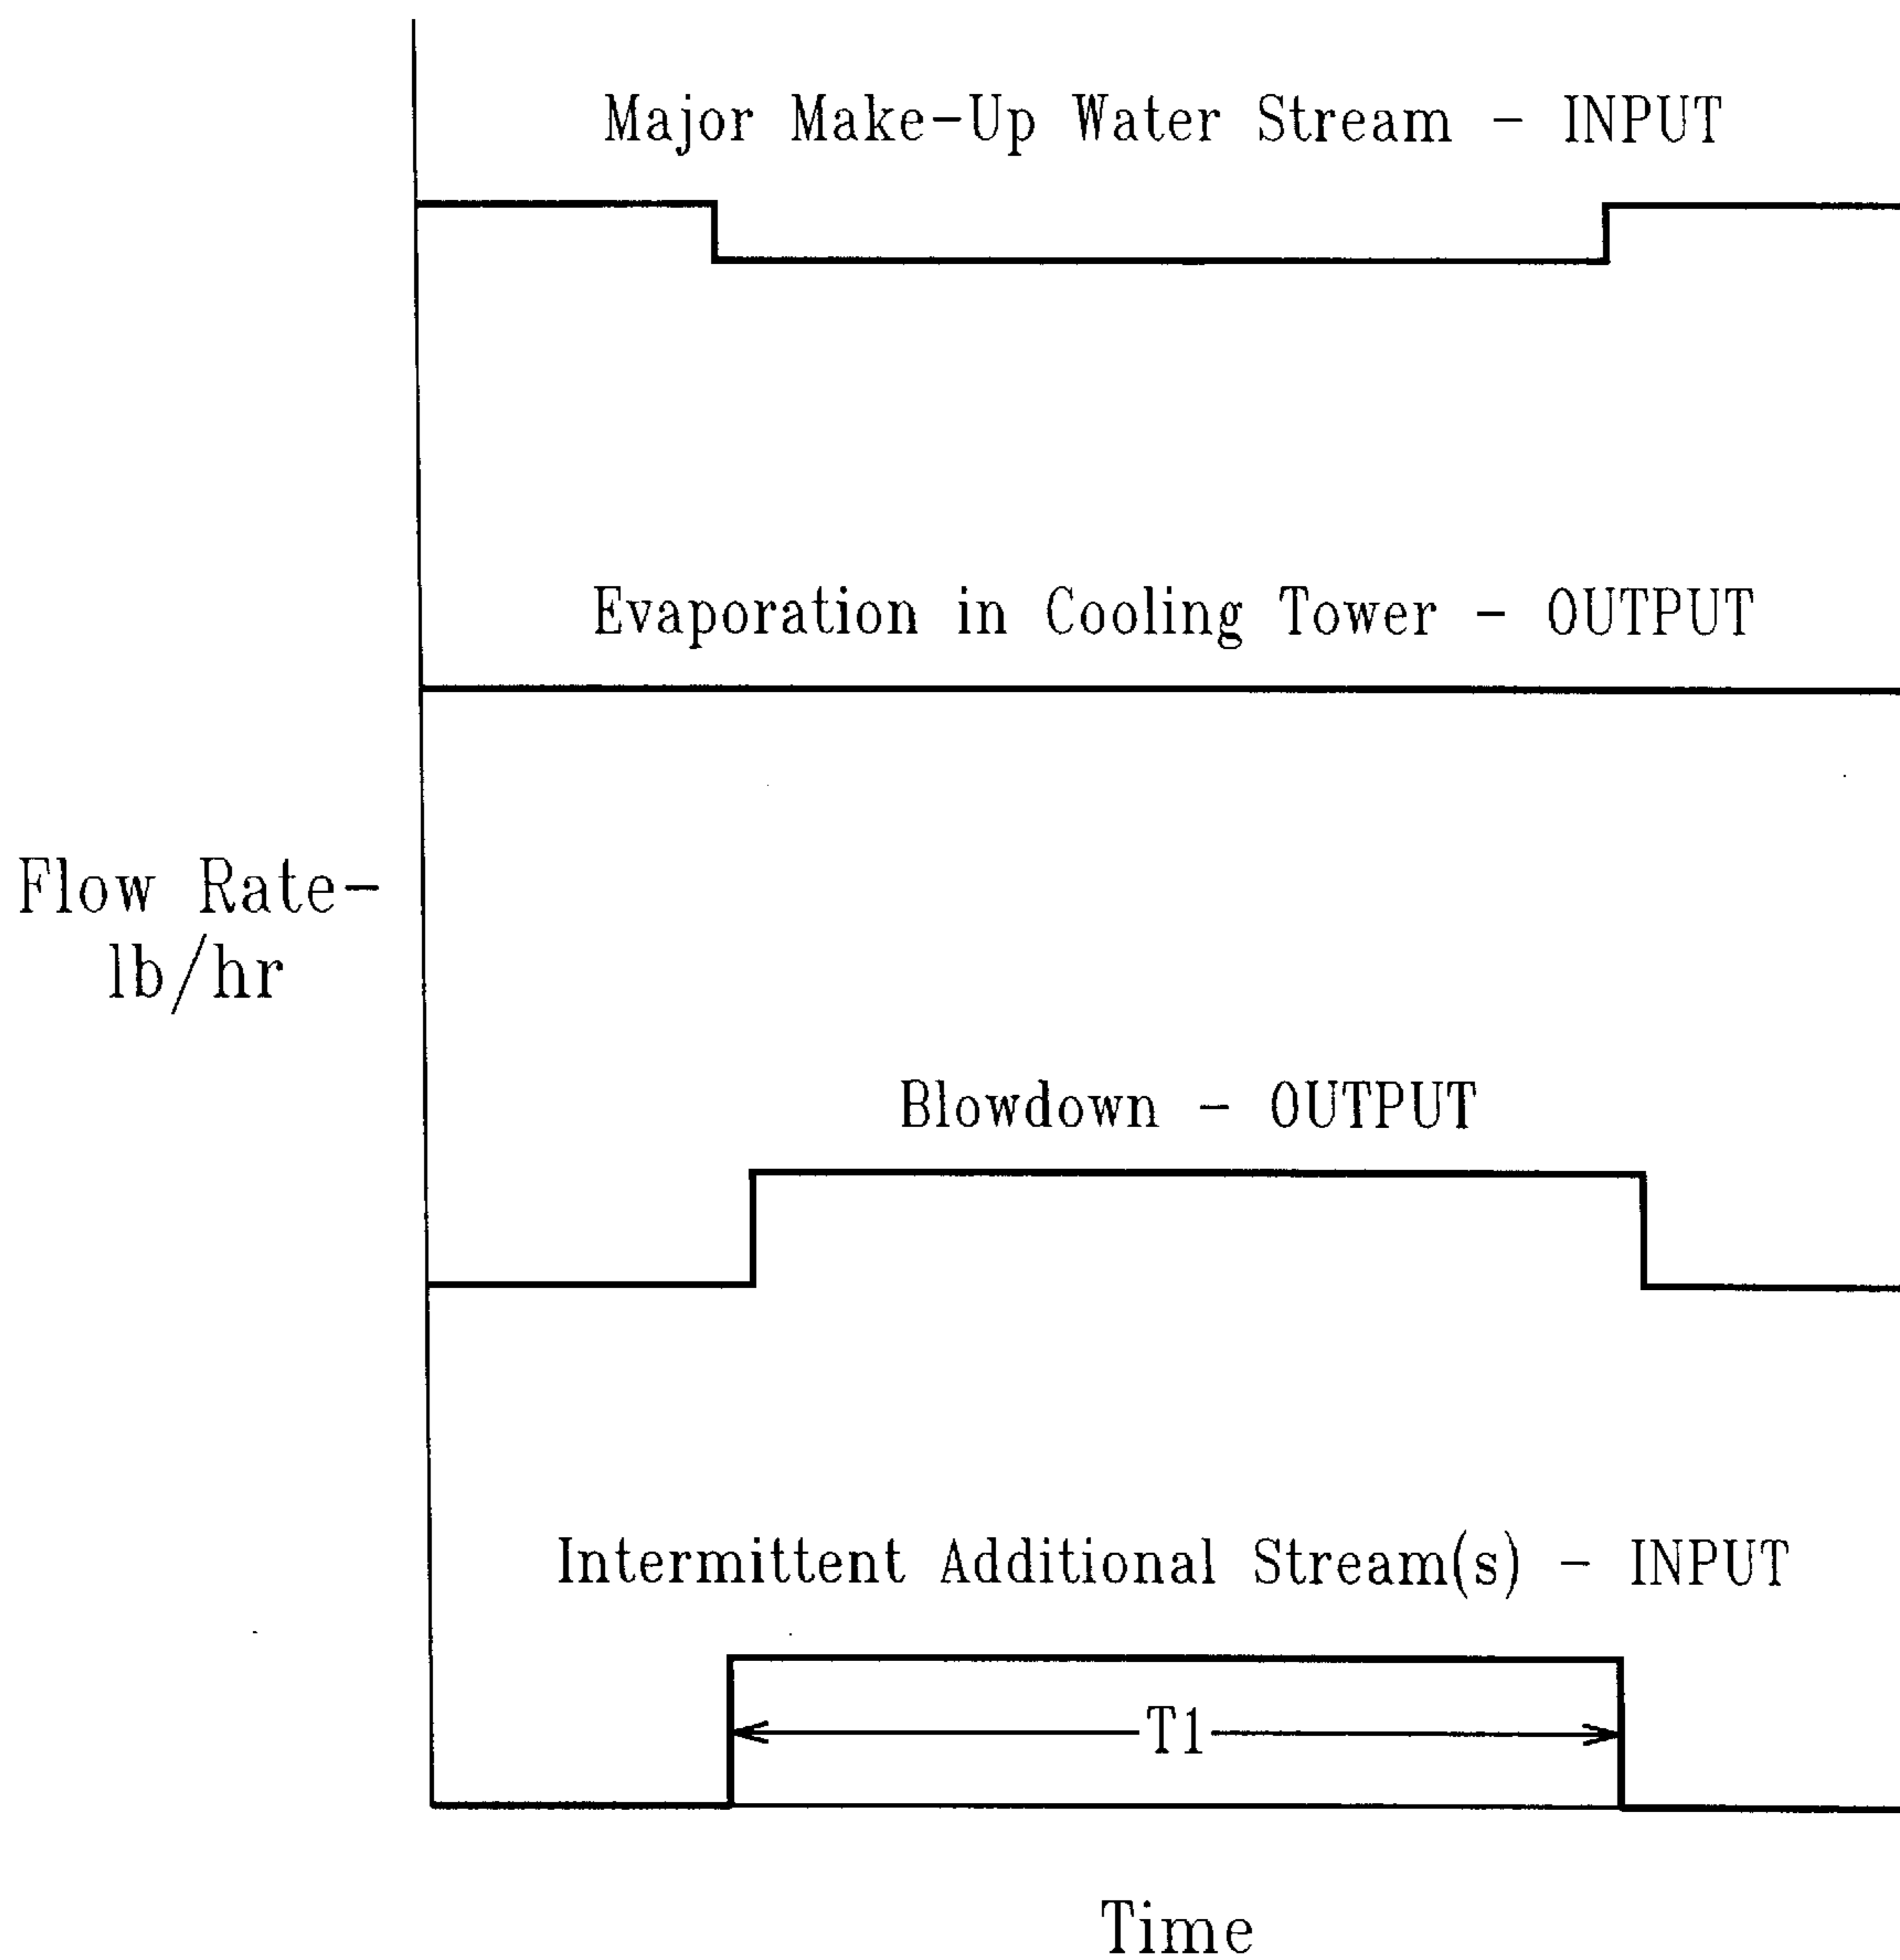 Major Make-Up Water Stream - INPUT
Evaporation in Cooling Tower - OUTPUT
Flow Rate-
lb/hr
Blowdown - OUTPUT
Intermittent Additional Stream(s) - INPUT
T1
Time